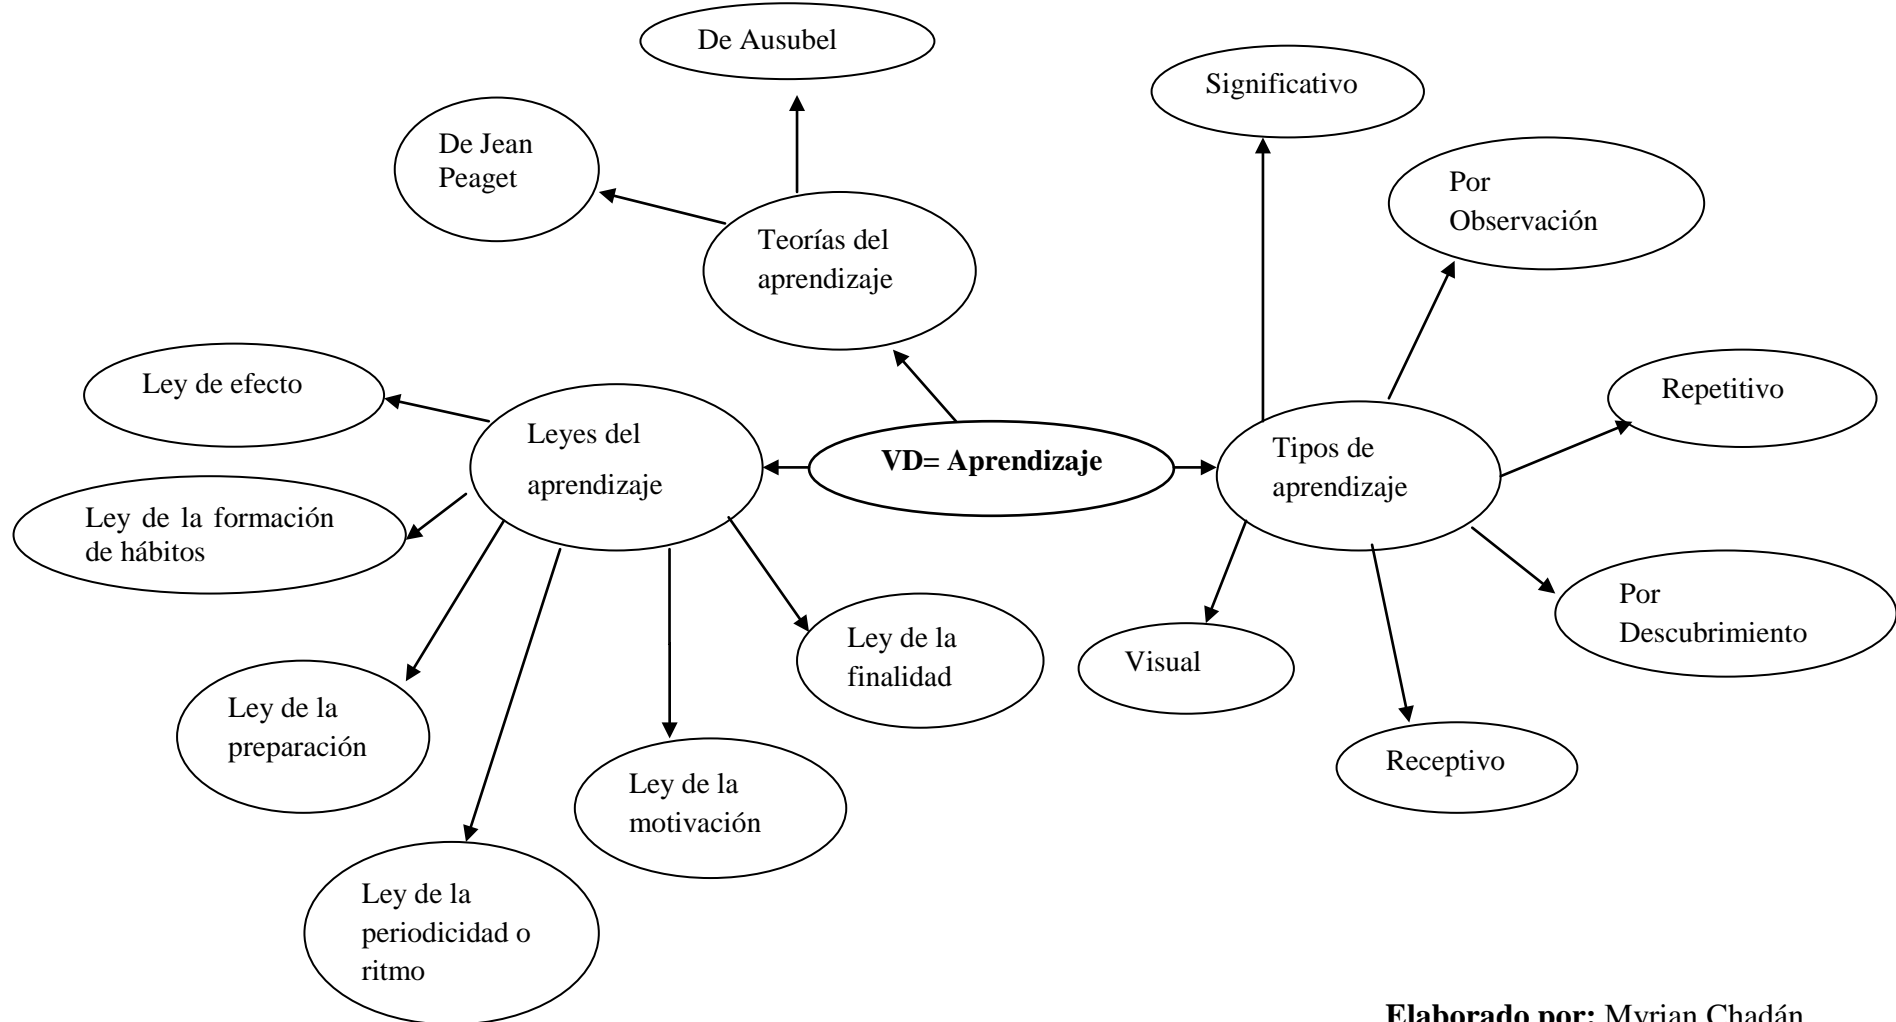 De Ausubel
Significativo
De Jean
Peaget
Por
Observación
Teorías del
aprendizaje
Ley de efecto
Repetitivo
Leyes del
aprendizaje
VD= Aprendizaje
Tipos de
aprendizaje
Ley de la formación
de hábitos
Por
Descubrimiento
Ley de la
finalidad
Visual
Ley de la
preparación
Receptivo
Ley de la
motivación
Ley de la
periodicidad o
ritmo
Elaborado por: Myrian Chadán